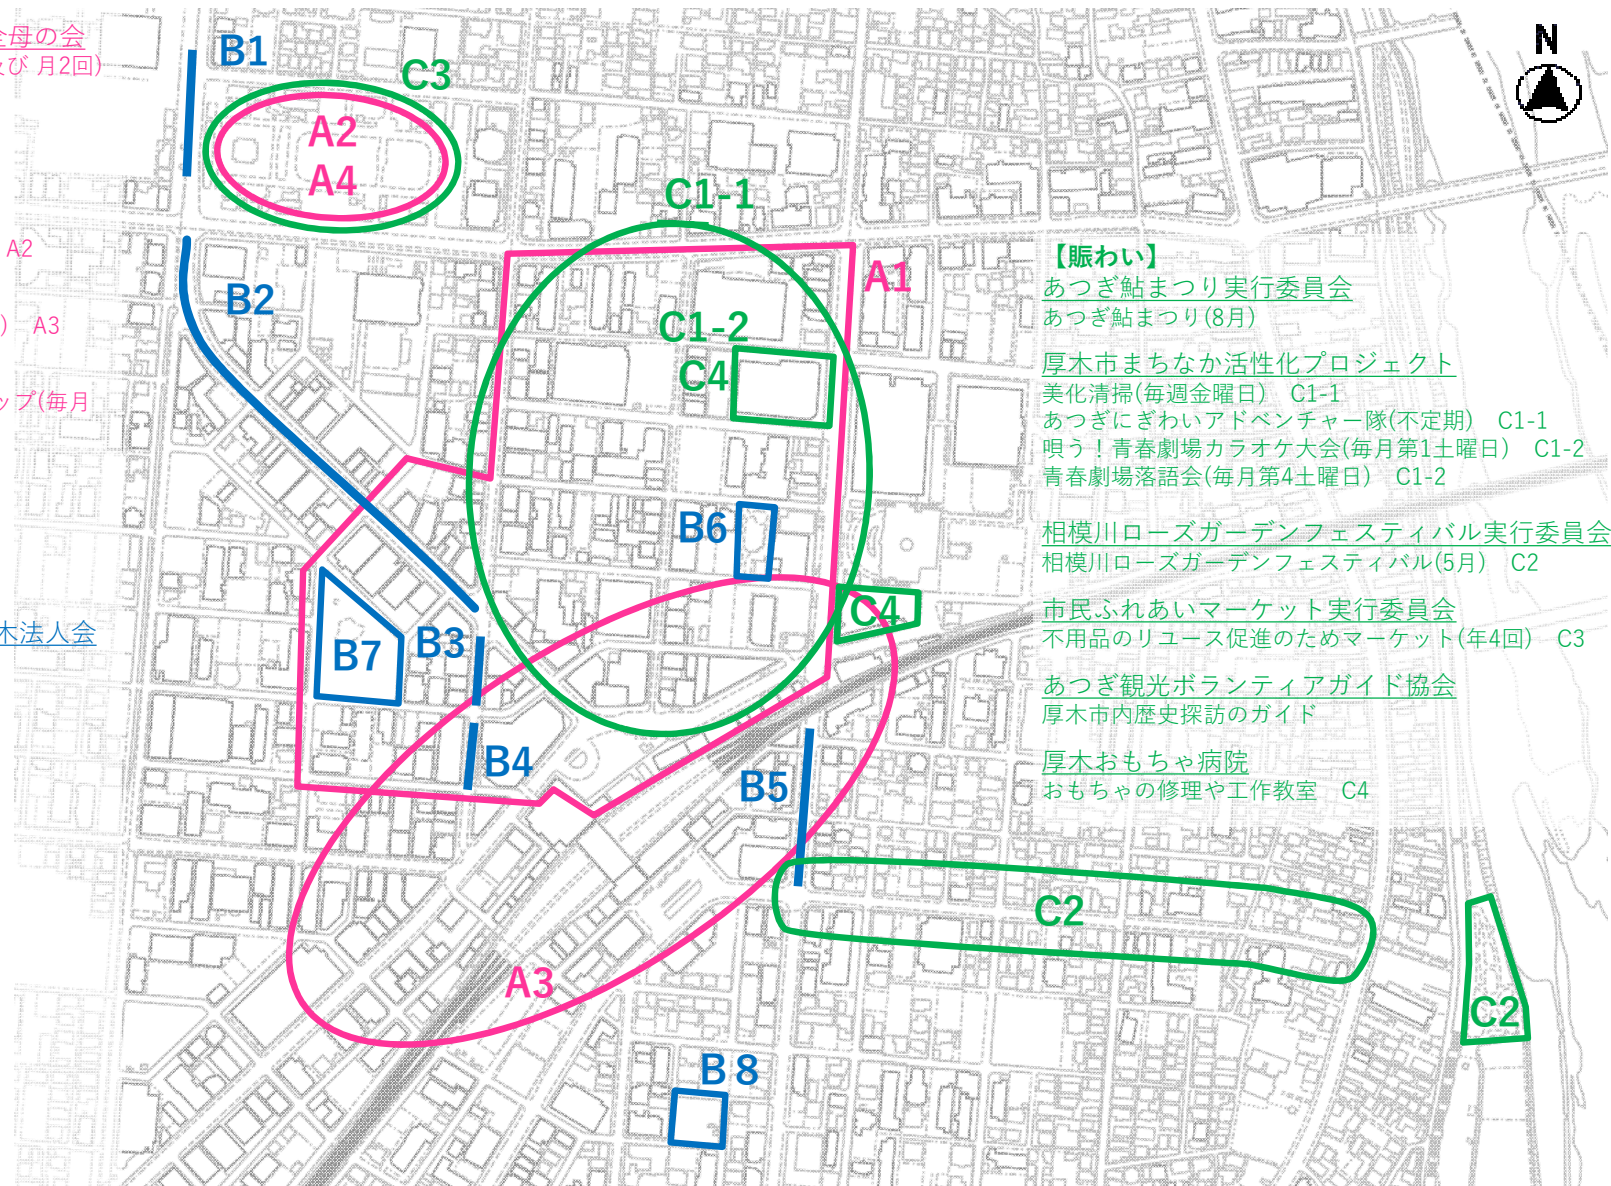 全母の会
及び 月2回)
A2
) A3
ップ(毎月
木法人会
B1
C3
A2
A4
B2
C1-1
A1
C1-2
C4
B6
C4
B7
B3
B4
B5
A3
C2
C2
B8
N
【賑わい】
あつぎ鮎まつり実行委員会
あつぎ鮎まつり(8月)
厚木市まちなか活性化プロジェクト
美化清掃(毎週金曜日) C1-1
あつぎにぎわいアドベンチャー隊(不定期) C1-1
唄う！青春劇場カラオケ大会(毎月第1土曜日) C1-2
青春劇場落語会(毎月第4土曜日) C1-2
相模川ローズガーデンフェスティバル実行委員会
相模川ローズガーデンフェスティバル(5月) C2
市民ふれあいマーケット実行委員会
不用品のリユース促進のためマーケット(年4回) C3
あつぎ観光ボランティアガイド協会
厚木市内歴史探訪のガイド
厚木おもちゃ病院
おもちゃの修理や工作教室 C4